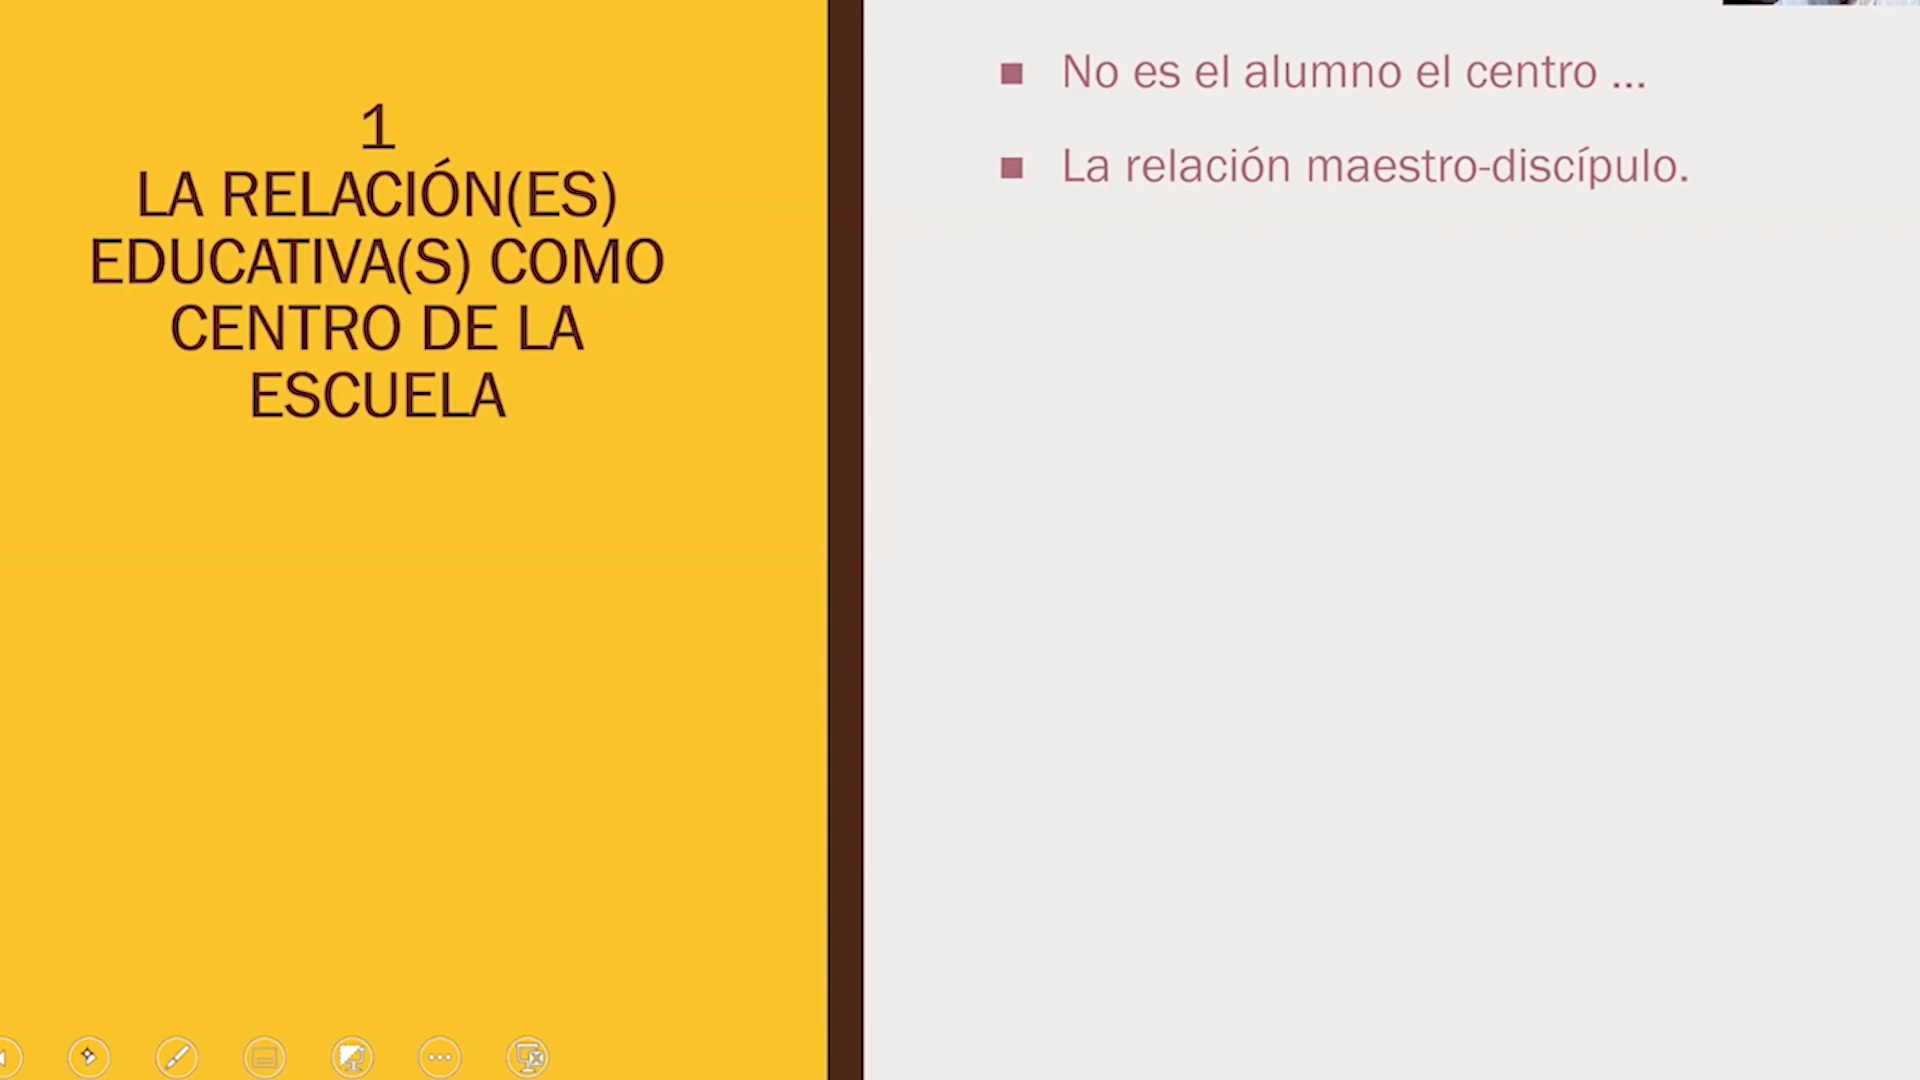 1
LA RELACIÓN(ES)
EDUCATIVA(S) COMO
CENTRO DE LA
ESCUELA
No es el alumno el centro ...
La relación maestro-discípulo.